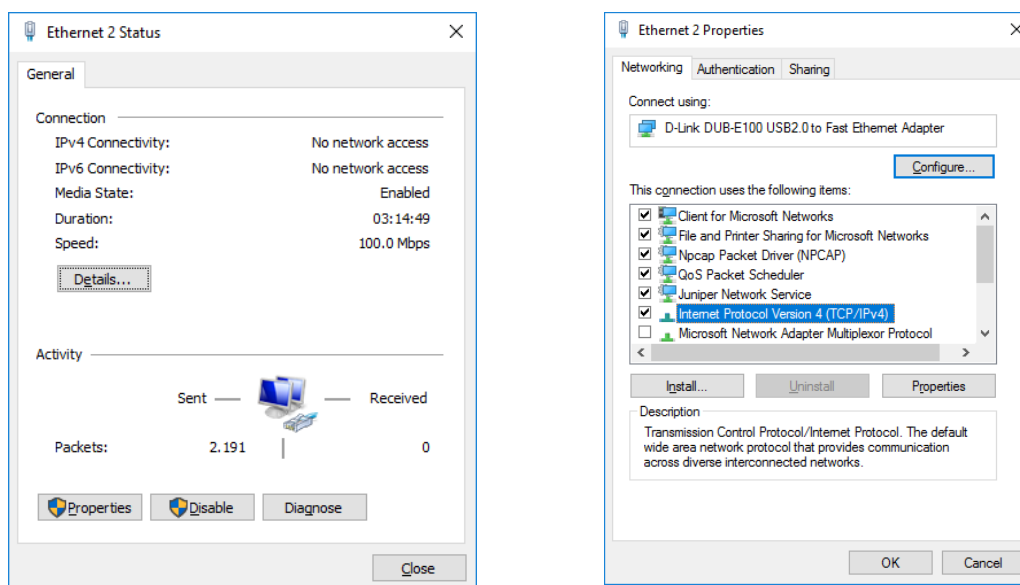 Ethernet 2 Status
General
Connection
IPv4 Connectivity: No network access
IPv6 Connectivity: No network access
Media State: Enabled
Duration: 03:14:49
Speed: 100.0 Mbps
Details...
Activity
Sent Received
Packets: 2.191 0
Properties Disable Diagnose
Close
Ethernet 2 Properties
Networking Authentication Sharing
Connect using:
D-Link DUB-E100 USB2.0 to Fast Ethernet Adapter
Configure...
This connection uses the following items:
Client for Microsoft Networks
File and Printer Sharing for Microsoft Networks
Npcap Packet Driver (NPCAP)
QoS Packet Scheduler
Juniper Network Service
Internet Protocol Version 4 (TCP/IPv4)
Microsoft Network Adapter Multiplexor Protocol
Install... Uninstall Properties
Description
Transmission Control Protocol/Internet Protocol. The default
wide area network protocol that provides communication
across diverse interconnected networks.
OK Cancel